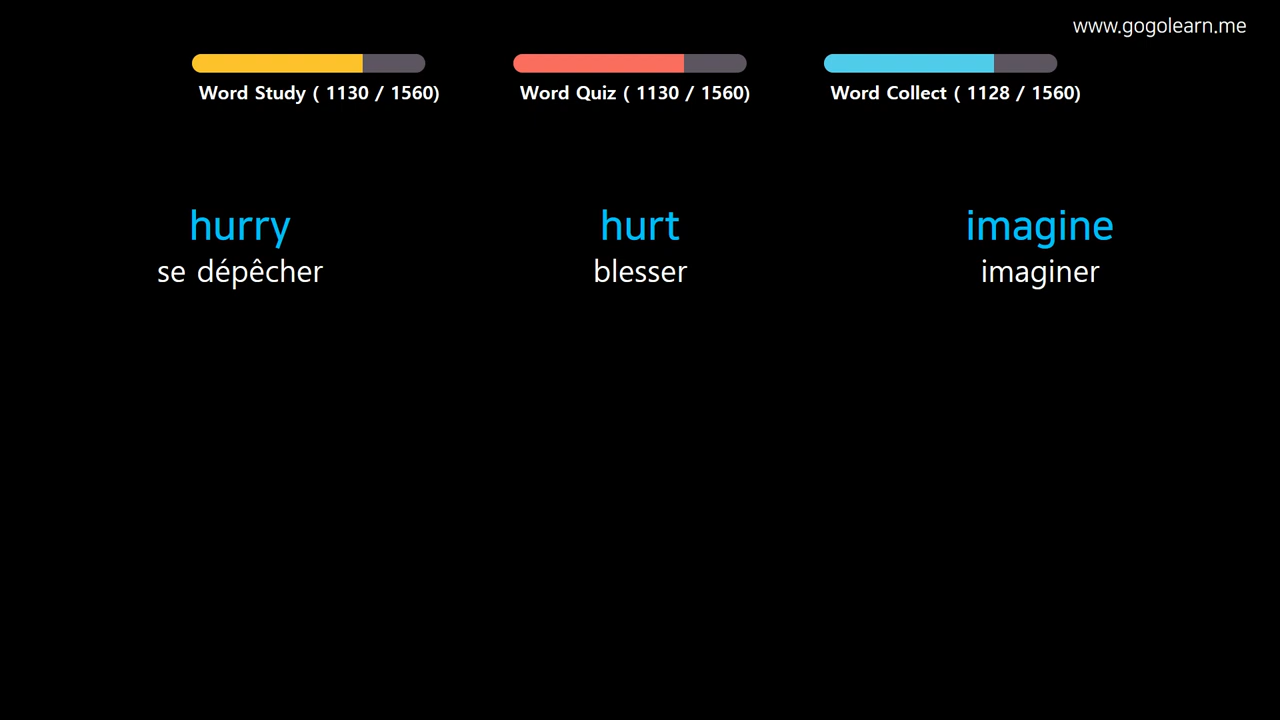 www.gogolearn.me
Word Study ( 1130 / 1560)
Word Quiz ( 1130 / 1560)
Word Collect ( 1128 / 1560)
hurry
se dépêcher
hurt
blesser
imagine
imaginer